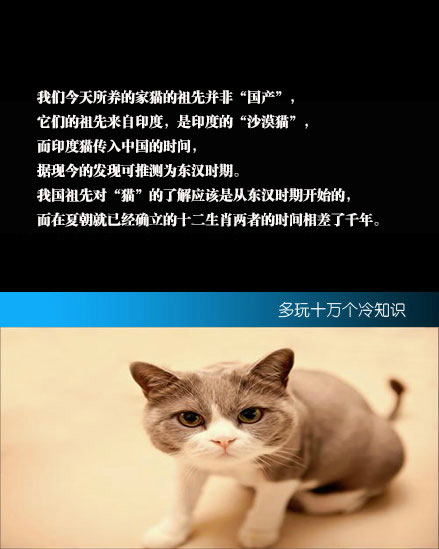 我们今天所养的家猫的祖先并非“国产”，
它们的祖先来自印度，是印度的“沙漠猫”，
而印度猫传入中国的时间，
据现今的发现可推测为东汉时期。
我国祖先对“猫”的了解应该是从东汉时期开始的，
而在夏朝就已经确立的十二生肖两者的时间相差了千年。
多玩十万个冷知识